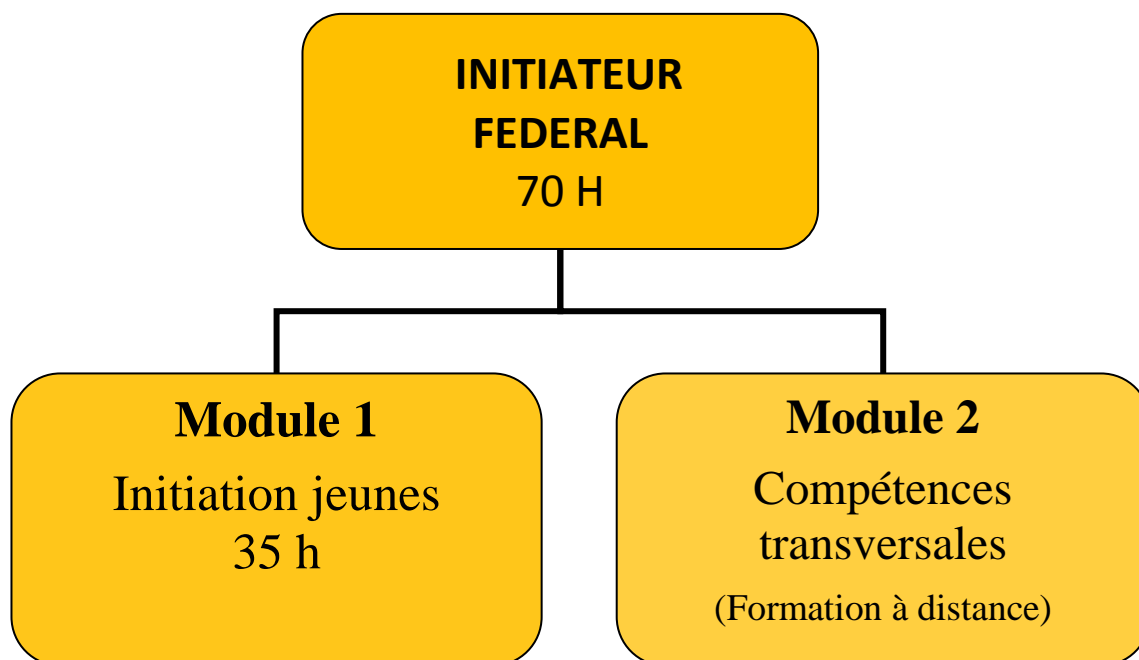 INITIATEUR
FEDERAL
70 H
Module 1
Initiation jeunes
35 h
Module 2
Compétences
transversales
(Formation à distance)